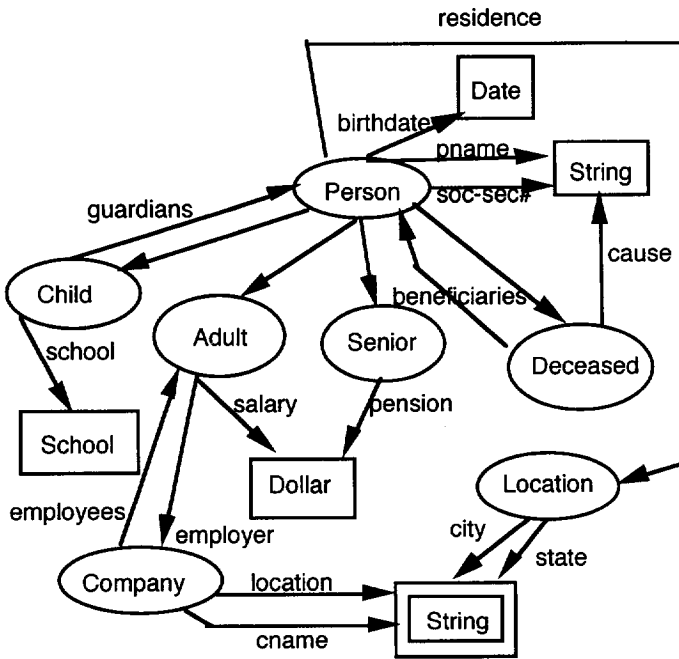 residence
Date
birthdate
pname
String
Person
soc-sec#
guardians
cause
Child
beneficiaries
Adult
Senior
Deceased
school
salary
pension
School
Dollar
Location
employees
employer
city
state
Company
location
String
cname